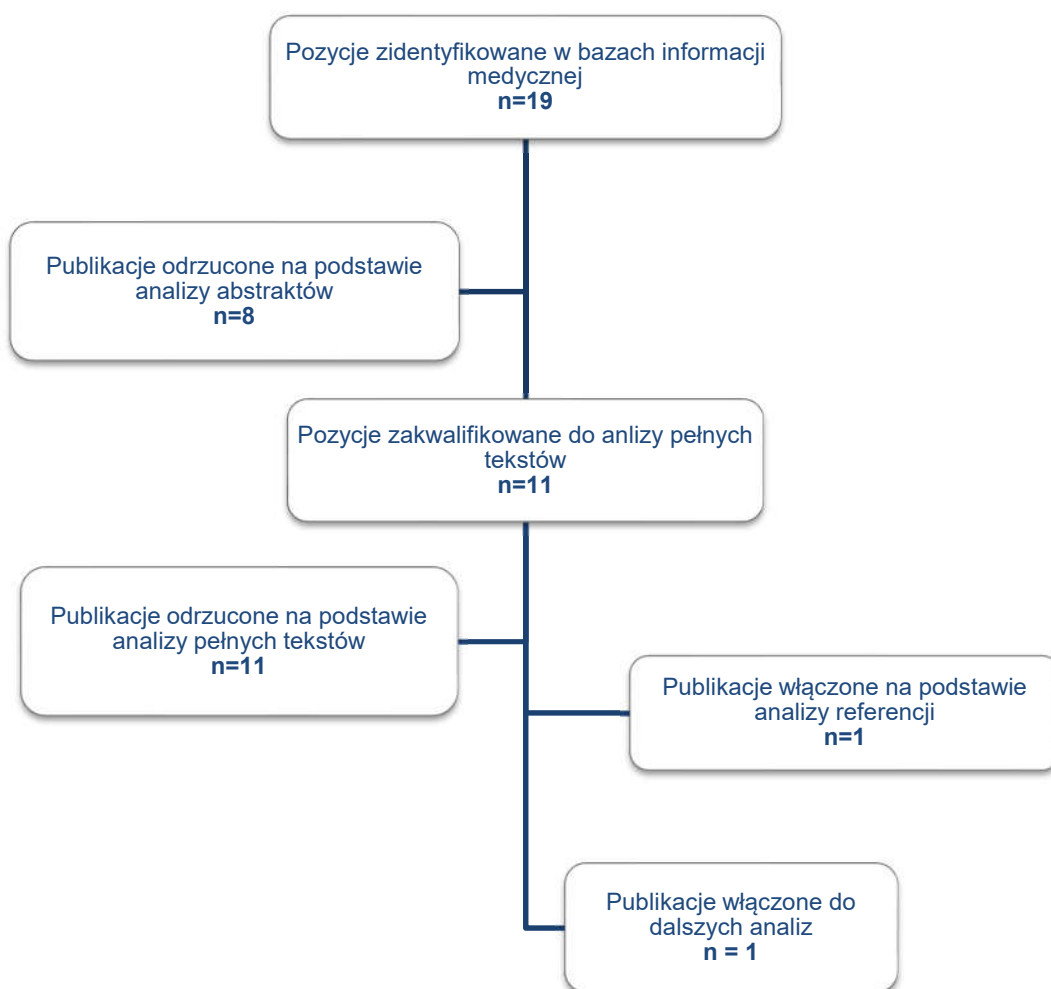 Pozycje zidentyfikowane w bazach informacji
medycznej
n=19
Publikacje odrzucone na podstawie
analizy abstraktów
n=8
Pozycje zakwalifikowane do anlizy pełnych
tekstów
n=11
Publikacje odrzucone na podstawie
analizy pełnych tekstów
n=11
Publikacje włączone na podstawie
analizy referencji
n=1
Publikacje włączone do
dalszych analiz
n = 1